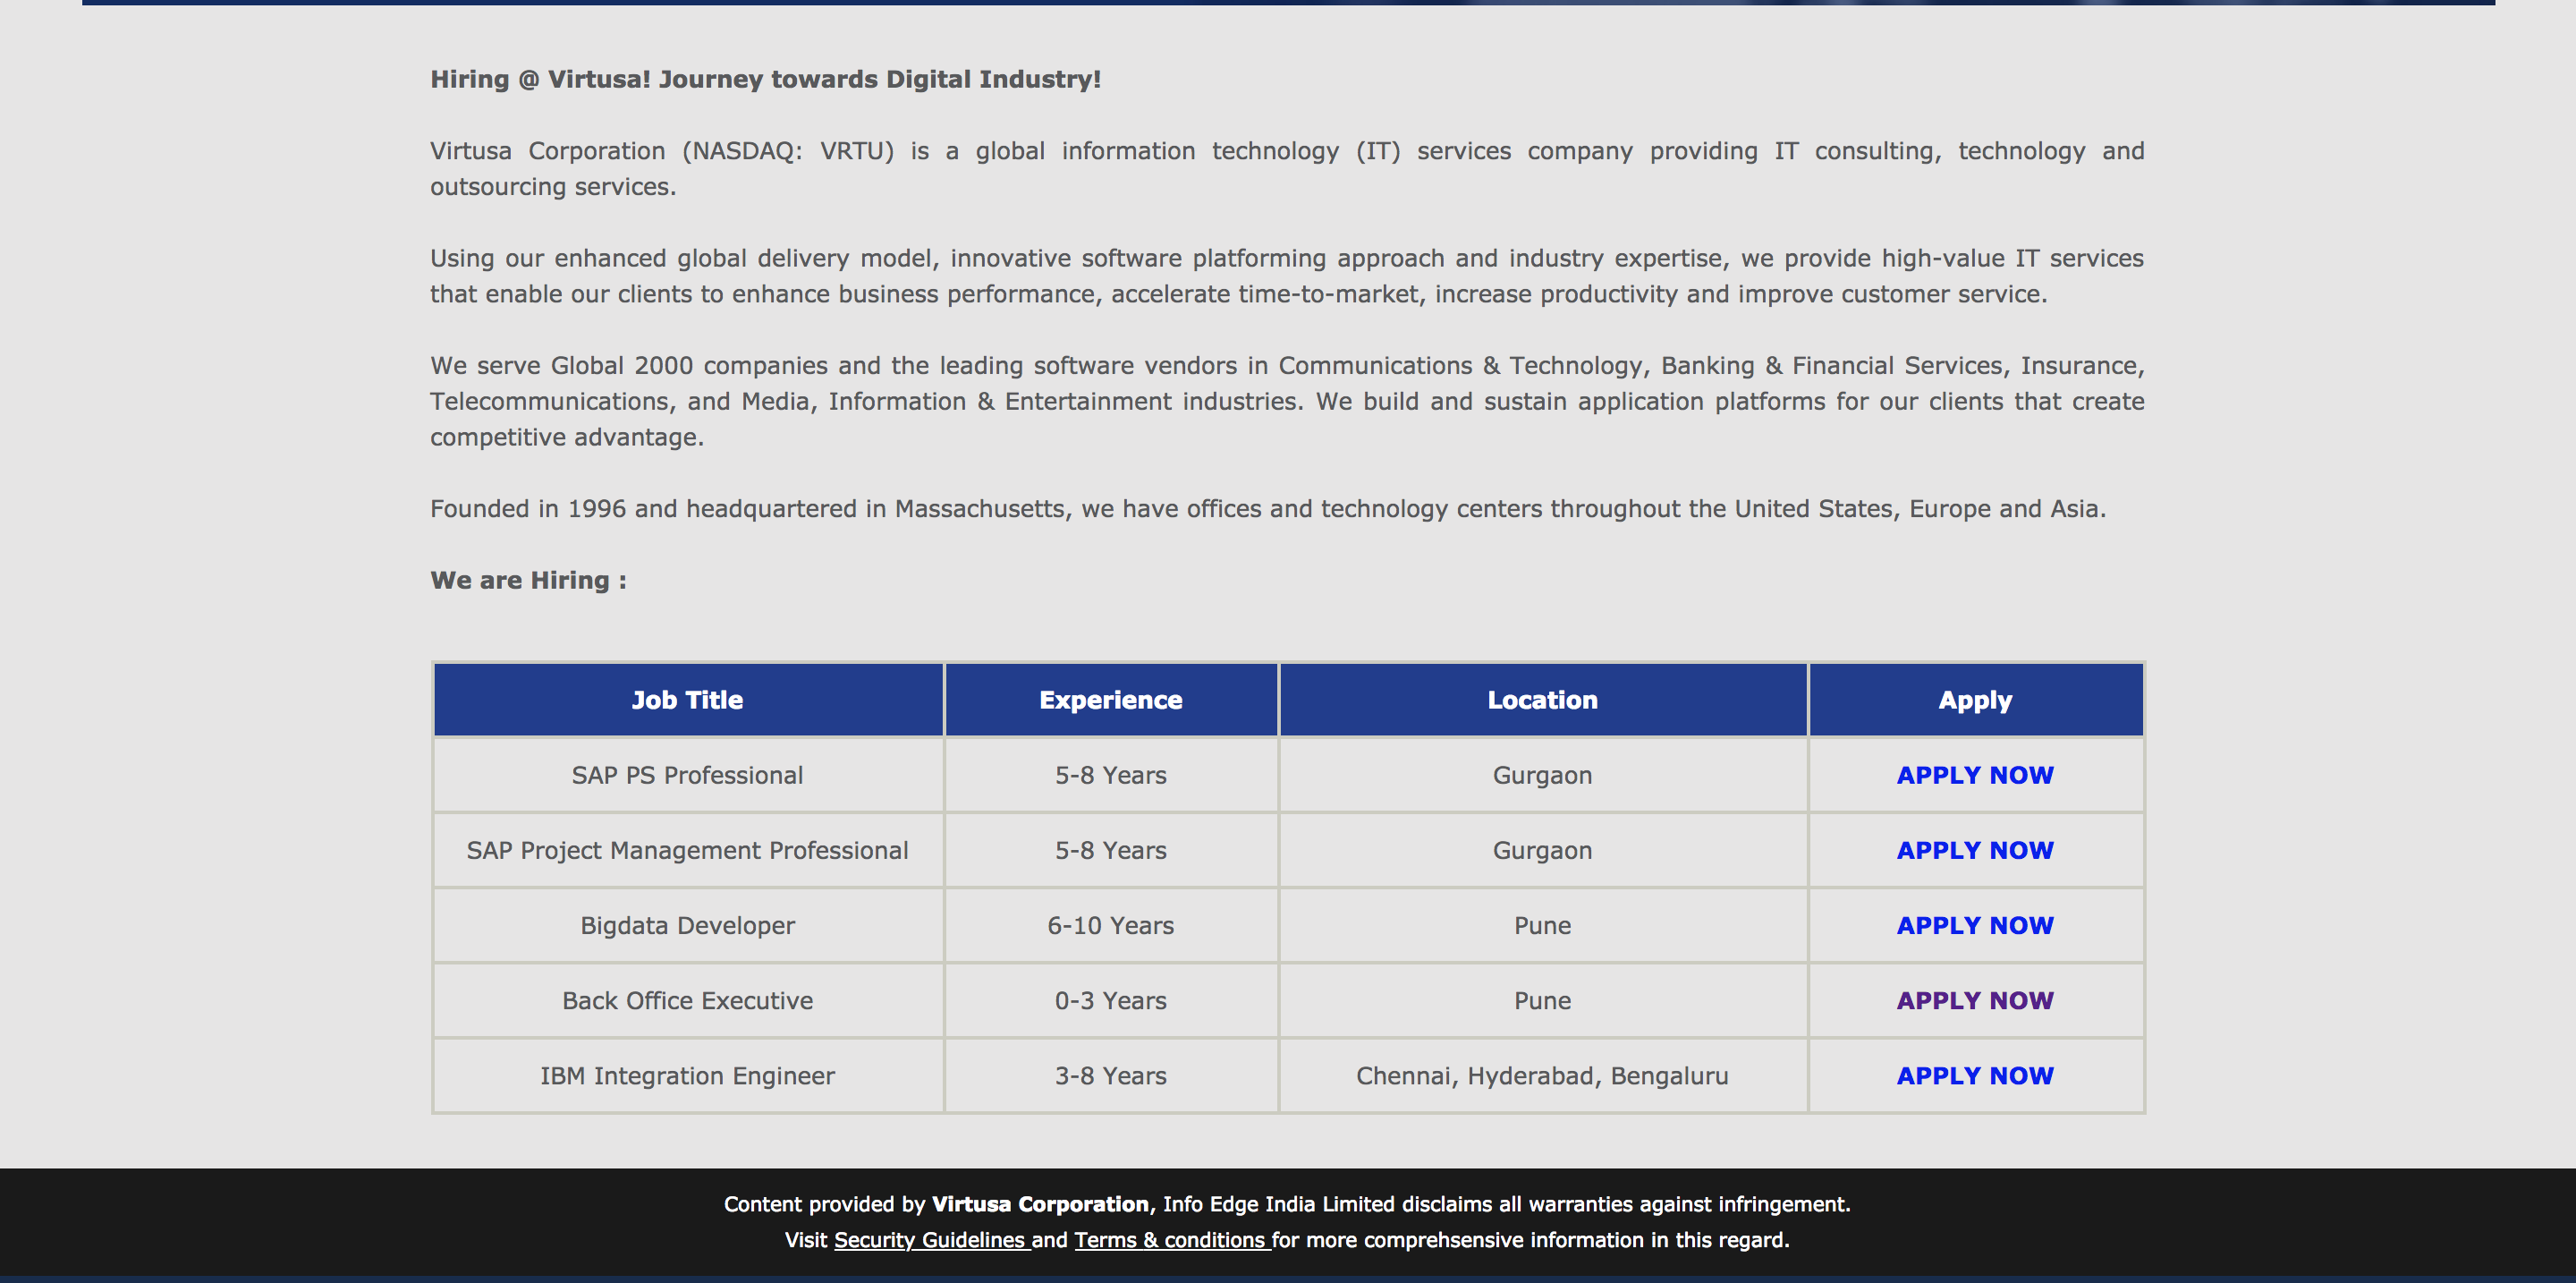 Hiring @ Virtusa! Journey towards Digital Industry!
Virtusa Corporation (NASDAQ: VRTU) is a global information technology (IT) services company providing IT consulting, technology and
outsourcing services.
Using our enhanced global delivery model, innovative software platforming approach and industry expertise, we provide high-value IT services
that enable our clients to enhance business performance, accelerate time-to-market, increase productivity and improve customer service.
We serve Global 2000 companies and the leading software vendors in Communications & Technology, Banking & Financial Services, Insurance,
Telecommunications, and Media, Information & Entertainment industries. We build and sustain application platforms for our clients that create
competitive advantage.
Founded in 1996 and headquartered in Massachusetts, we have offices and technology centers throughout the United States, Europe and Asia.
We are Hiring :
Job Title Experience Location Apply
SAP PS Professional 5-8 Years Gurgaon APPLY NOW
SAP Project Management Professional 5-8 Years Gurgaon APPLY NOW
Bigdata Developer 6-10 Years Pune APPLY NOW
Back Office Executive 0-3 Years Pune APPLY NOW
IBM Integration Engineer 3-8 Years Chennai, Hyderabad, Bengaluru APPLY NOW
Content provided by Virtusa Corporation, Info Edge India Limited disclaims all warranties against infringement.
Visit Security Guidelines and Terms & conditions for more comprehsensive information in this regard.